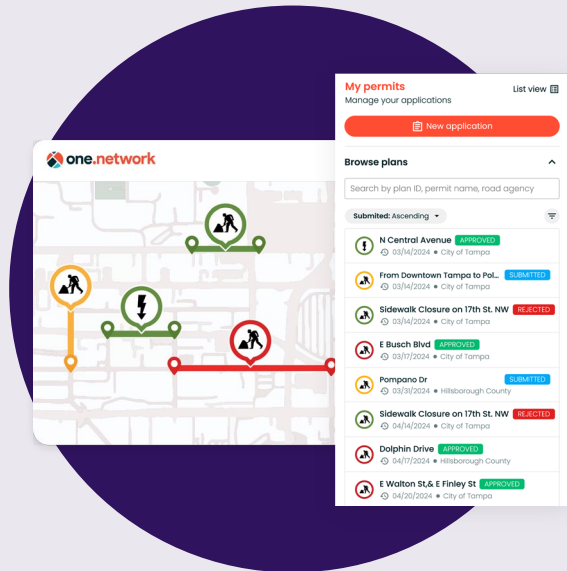 one.network
My permits
List view
Manage your applications
New application
Browse plans
Search by plan ID, permit name, road agency
Submited: Ascending
N Central Avenue APPROVED
03/14/2024 • City of Tampa
From Downtown Tampa to Pol... SUBMITTED
03/14/2024 • City of Tampa
Sidewalk Closure on 17th St. NW REJECTED
03/14/2024 • City of Tampa
E Busch Blvd APPROVED
03/17/2024 • City of Tampa
Pompano Dr SUBMITTED
03/31/2024 • Hillsborough County
Sidewalk Closure on 17th St. NW REJECTED
04/14/2024 • City of Tampa
Dolphin Drive APPROVED
04/17/2024 • Hillsborough County
E Walton St,& E Finley St APPROVED
04/20/2024 • City of Tampa